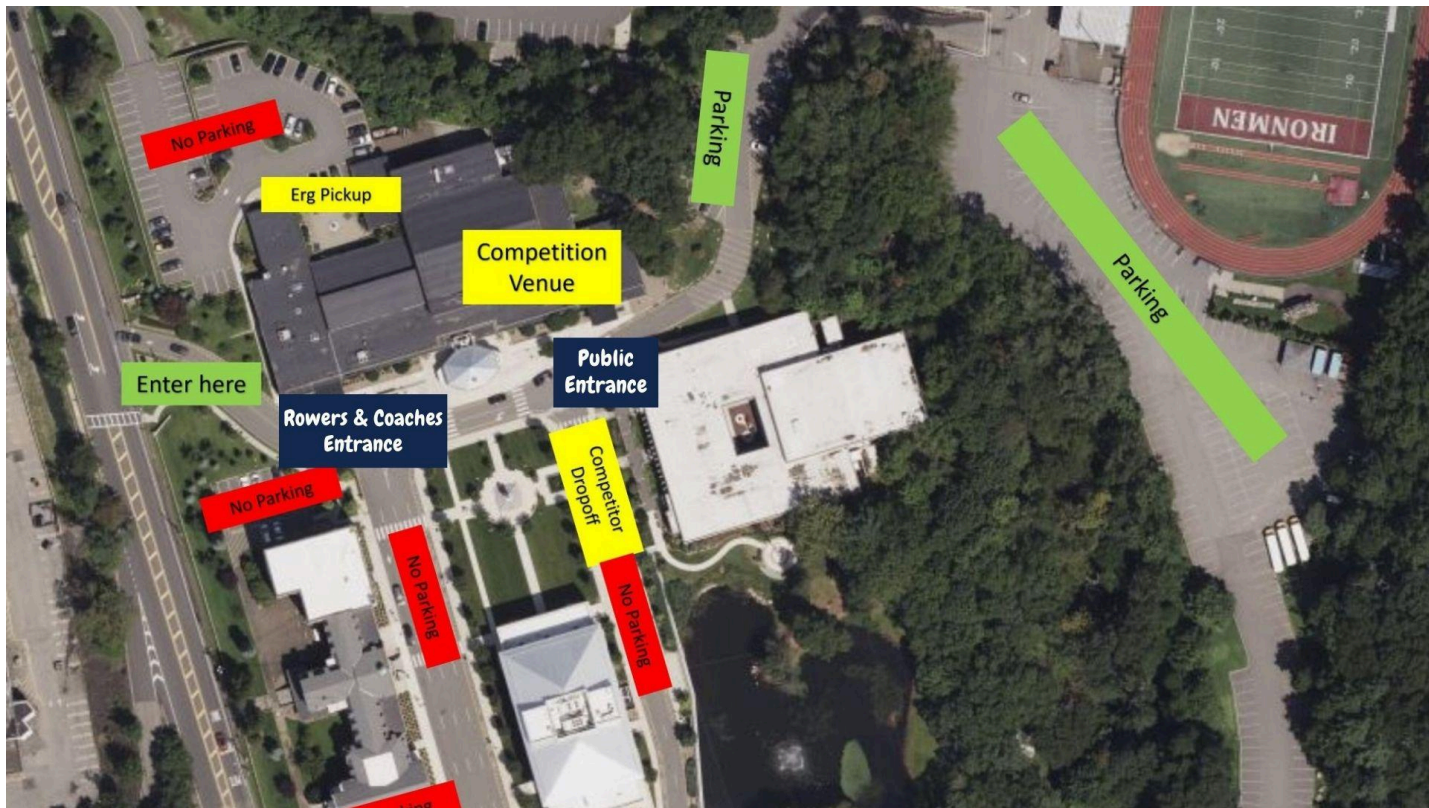 No Parking
Parking
IRONMEN
Erg Pickup
Competition
Venue
Parking
Public
Entrance
Enter here
Rowers & Coaches
Entrance
Competitor
Dropoff
No Parking
No Parking
No Parking